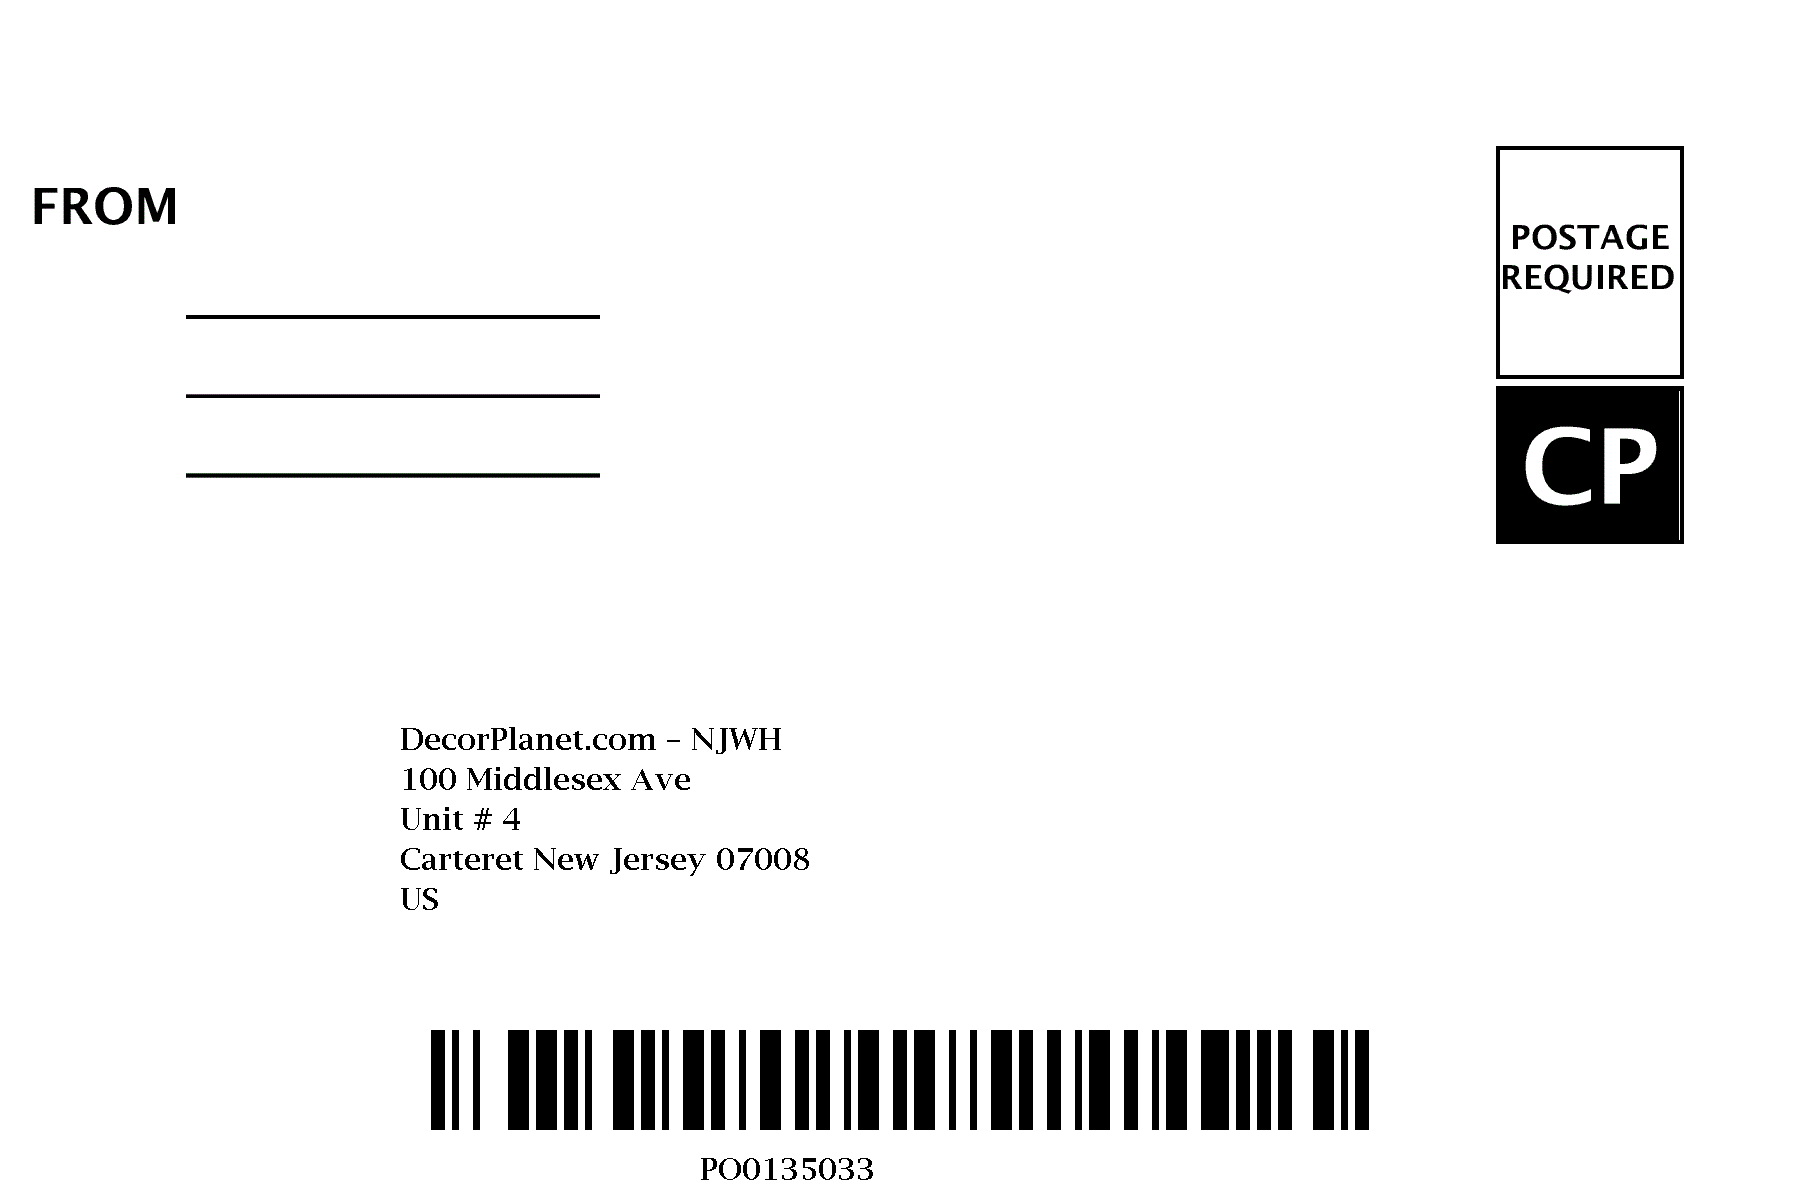 FROM
POSTAGE
REQUIRED
CP
DecorPlanet.com - NJWH
100 Middlesex Ave
Unit # 4
Carteret New Jersey 07008
US
PO0135033